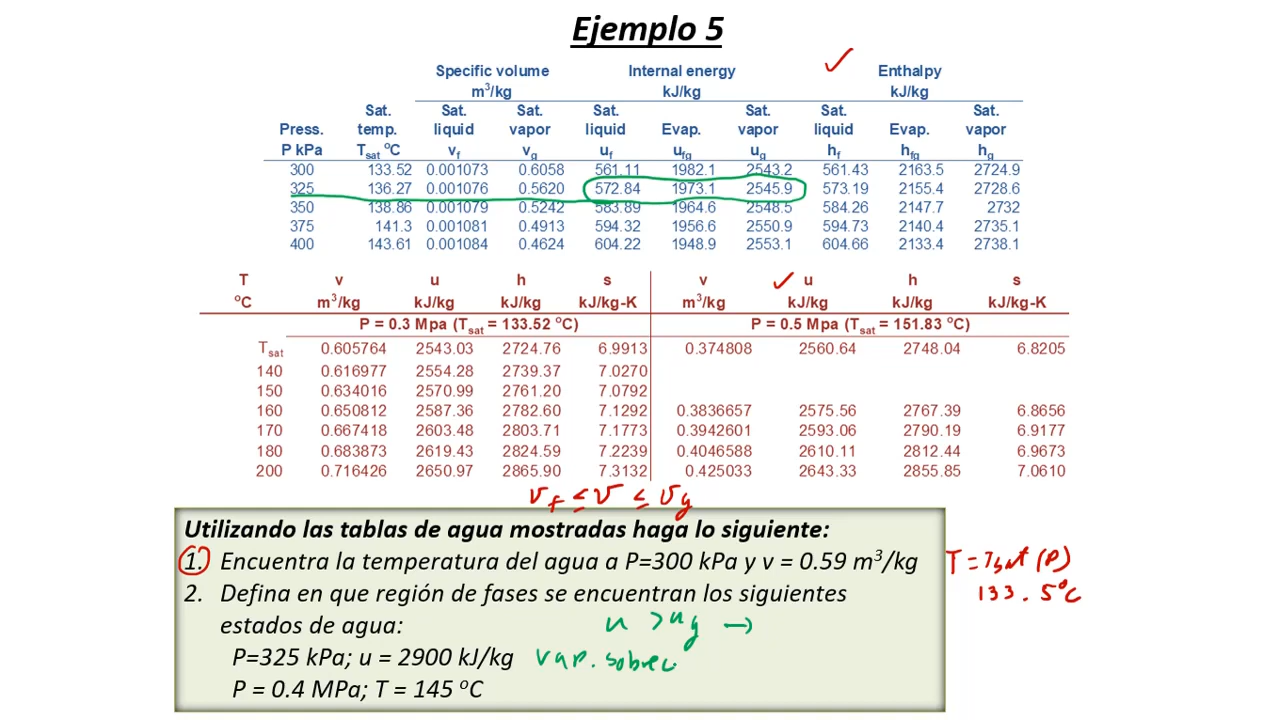 Ejemplo 5
Specific volume Internal energy Enthalpy
m³/kg kJ/kg kJ/kg
Sat. Sat. Sat. Sat. Sat. Sat. Sat.
Press. temp. liquid vapor liquid Evap. vapor liquid Evap. vapor
P kPa Tsat °C vf vg uf ufg ug hf hfg hg
300 133.52 0.001073 0.6058 561.11 1982.1 2543.2 561.43 2163.5 2724.9
325 136.27 0.001076 0.5620 572.84 1973.1 2545.9 573.19 2155.4 2728.6
350 138.86 0.001079 0.5242 583.89 1964.6 2548.5 584.26 2147.7 2732
375 141.3 0.001081 0.4913 594.32 1956.6 2550.9 594.73 2140.4 2735.1
400 143.61 0.001084 0.4624 604.22 1948.9 2553.1 604.66 2133.4 2738.1
T v u h s v u h s
°C m³/kg kJ/kg kJ/kg kJ/kg-K m³/kg kJ/kg kJ/kg kJ/kg-K
P = 0.3 Mpa (Tsat = 133.52 °C) P = 0.5 Mpa (Tsat = 151.83 °C)
Tsat 0.605764 2543.03 2724.76 6.9913 0.374808 2560.64 2748.04 6.8205
140 0.616977 2554.28 2739.37 7.0270
150 0.634016 2570.99 2761.20 7.0792
160 0.650812 2587.36 2782.60 7.1292 0.3836657 2575.56 2767.39 6.8656
170 0.667418 2603.48 2803.71 7.1773 0.3942601 2593.06 2790.19 6.9177
180 0.683873 2619.43 2824.59 7.2239 0.4046588 2610.11 2812.44 6.9673
200 0.716426 2650.97 2865.90 7.3132 0.425033 2643.33 2855.85 7.0610
vf ≤ v ≤ vg
Utilizando las tablas de agua mostradas haga lo siguiente:
1. Encuentra la temperatura del agua a P=300 kPa y v = 0.59 m³/kg T = Tsat (P)
133.5°C
2. Defina en que región de fases se encuentran los siguientes
estados de agua: u > ug →
P=325 kPa; u = 2900 kJ/kg vap. sobrec
P = 0.4 MPa; T = 145 °C